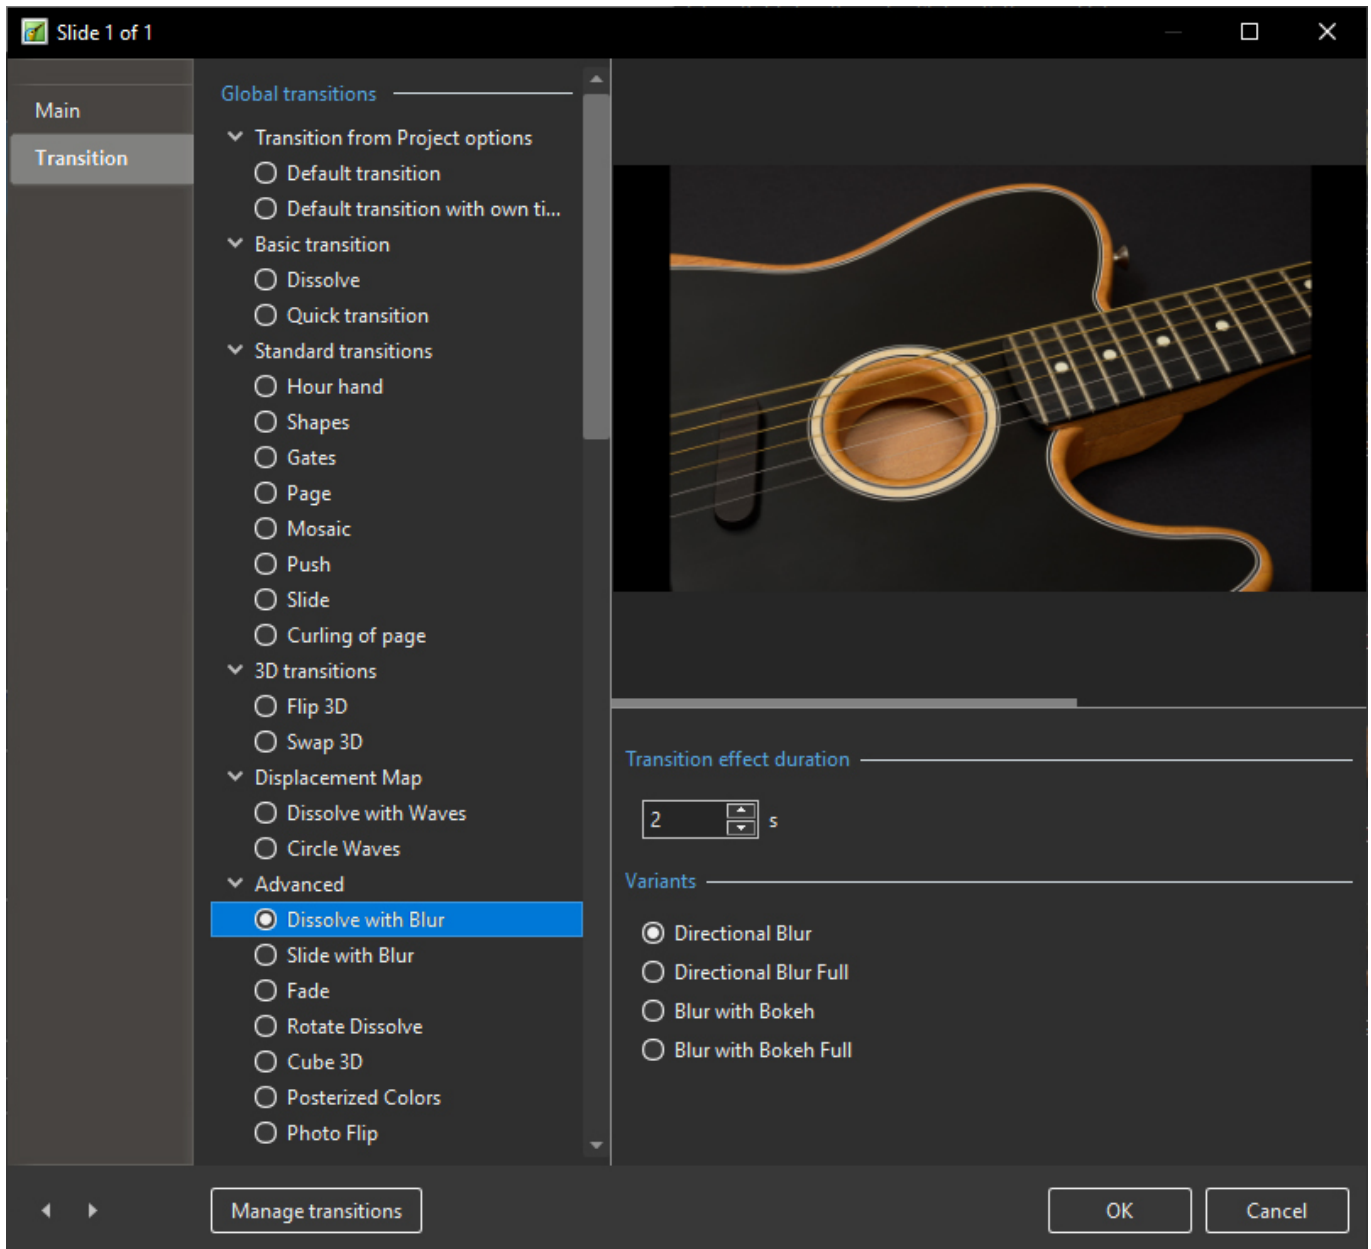 Slide 1 of 1
Main
Transition
Global transitions
Transition from Project options
Default transition
Default transition with own ti...
Basic transition
Dissolve
Quick transition
Standard transitions
Hour hand
Shapes
Gates
Page
Mosaic
Push
Slide
Curling of page
3D transitions
Flip 3D
Swap 3D
Displacement Map
Dissolve with Waves
Circle Waves
Advanced
Dissolve with Blur
Slide with Blur
Fade
Rotate Dissolve
Cube 3D
Posterized Colors
Photo Flip
Transition effect duration
2 s
Variants
Directional Blur
Directional Blur Full
Blur with Bokeh
Blur with Bokeh Full
Manage transitions
OK
Cancel